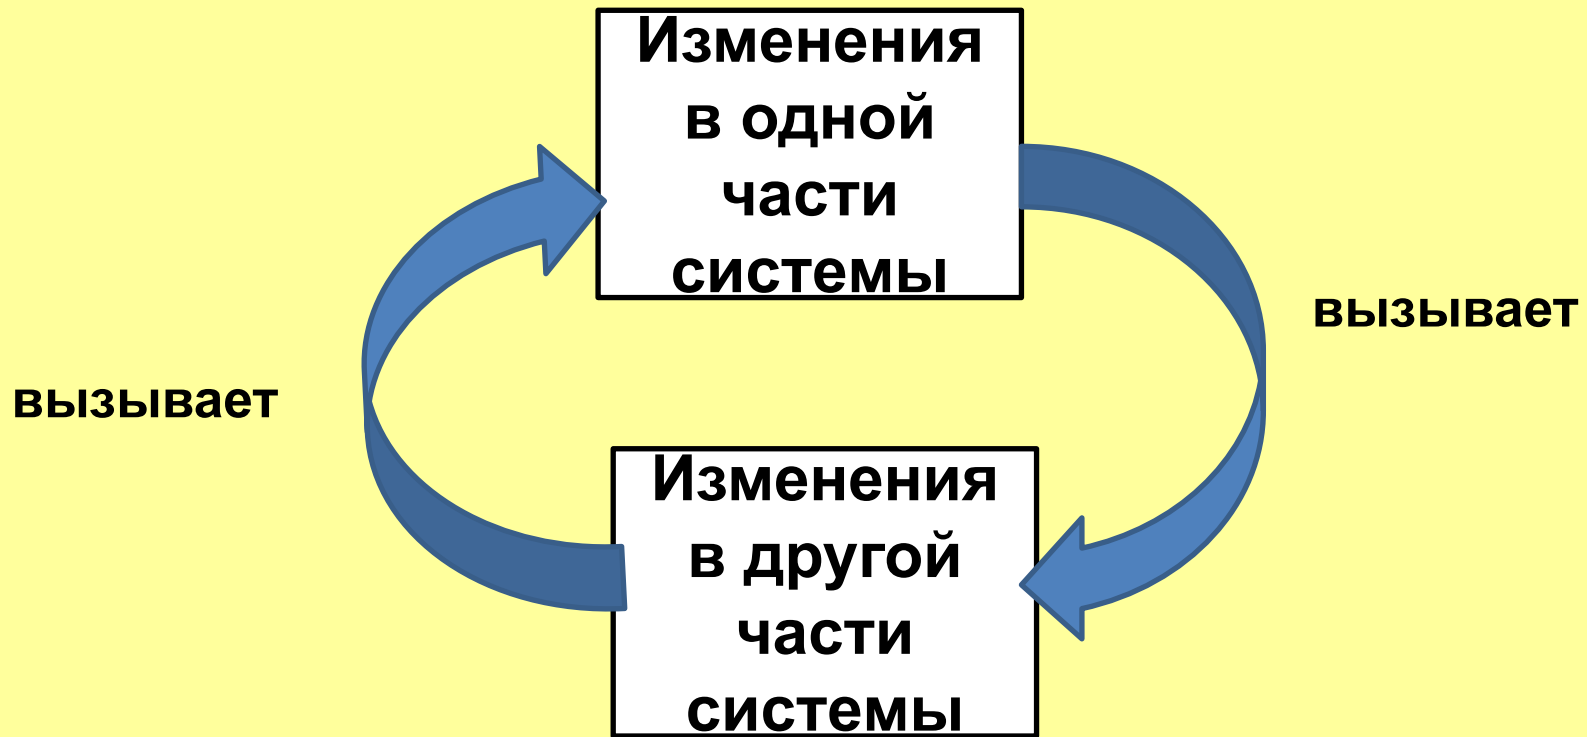 Изменения
в одной
части
системы
вызывает
вызывает
Изменения
в другой
части
системы